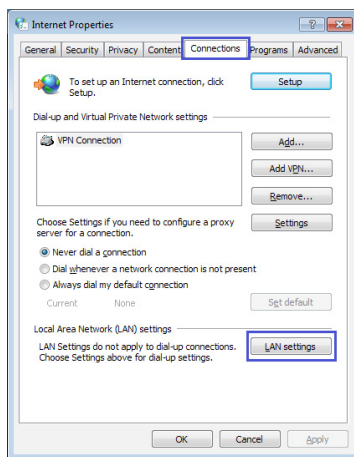 Internet Properties
General Security Privacy Content Connections Programs Advanced
To set up an Internet connection, click
Setup.
Setup
Dial-up and Virtual Private Network settings
VPN Connection
Add...
Add VPN...
Remove...
Choose Settings if you need to configure a proxy
server for a connection.
Settings
Never dial a connection
Dial whenever a network connection is not present
Always dial my default connection
Current None
Set default
Local Area Network (LAN) settings
LAN Settings do not apply to dial-up connections.
Choose Settings above for dial-up settings.
LAN settings
OK Cancel Apply